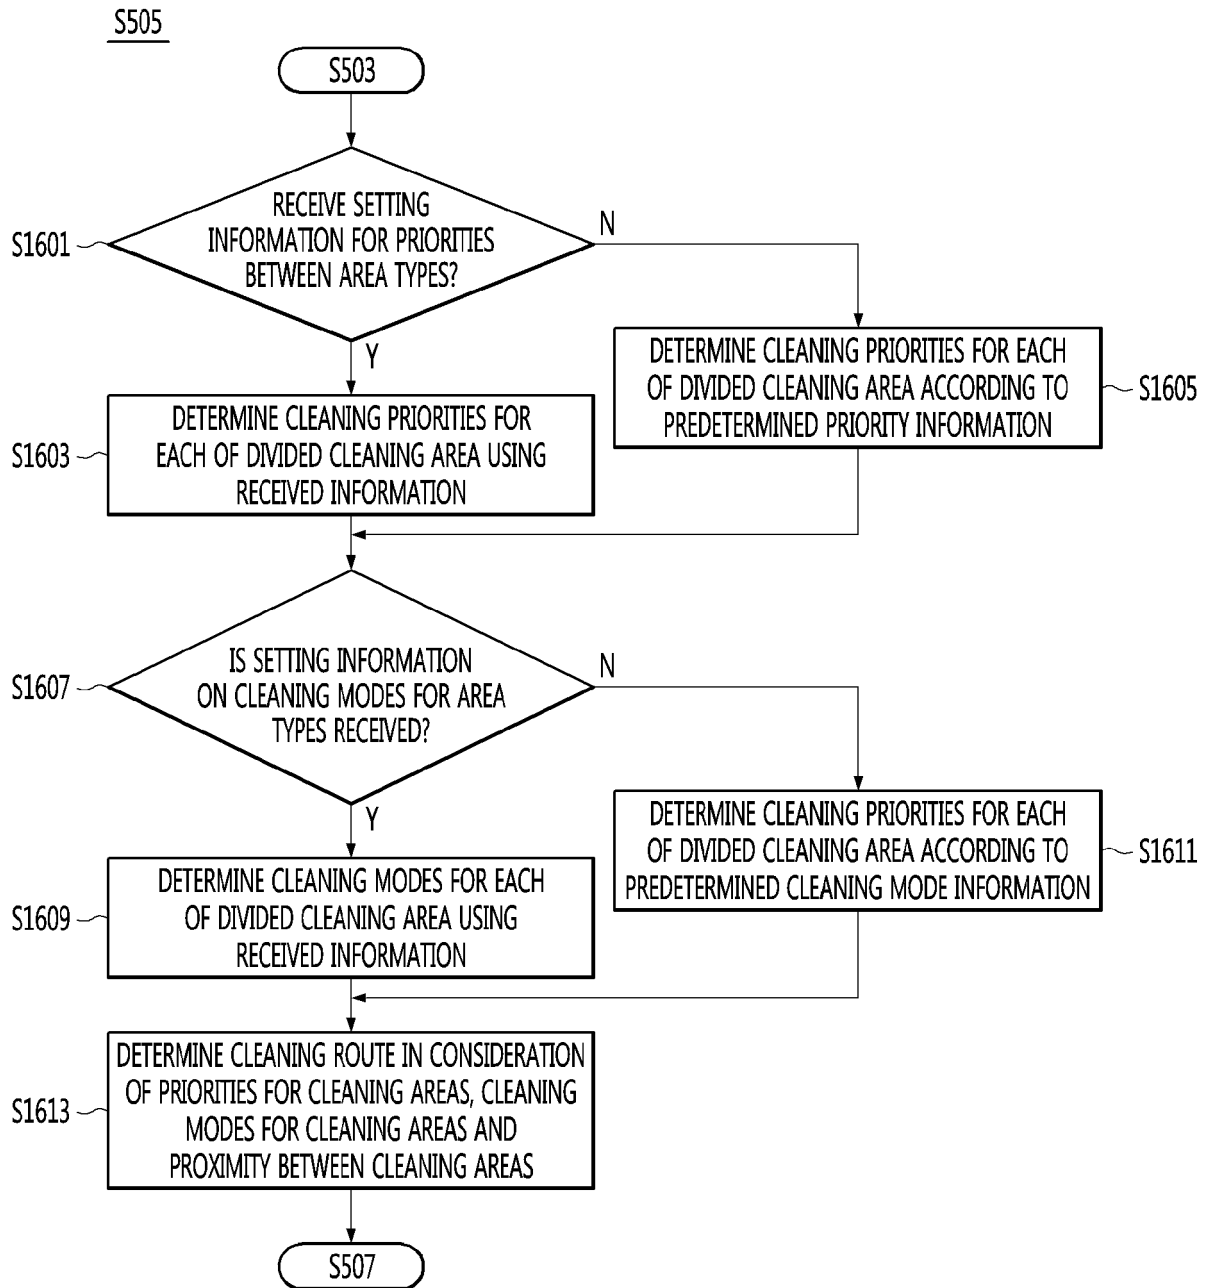 S505
S503
S1601
RECEIVE SETTING
INFORMATION FOR PRIORITIES
BETWEEN AREA TYPES?
N
Y
DETERMINE CLEANING PRIORITIES FOR EACH
OF DIVIDED CLEANING AREA ACCORDING TO
PREDETERMINED PRIORITY INFORMATION
S1605
S1603
DETERMINE CLEANING PRIORITIES FOR
EACH OF DIVIDED CLEANING AREA USING
RECEIVED INFORMATION
S1607
IS SETTING INFORMATION
ON CLEANING MODES FOR AREA
TYPES RECEIVED?
N
Y
DETERMINE CLEANING PRIORITIES FOR EACH
OF DIVIDED CLEANING AREA ACCORDING TO
PREDETERMINED CLEANING MODE INFORMATION
S1611
S1609
DETERMINE CLEANING MODES FOR EACH
OF DIVIDED CLEANING AREA USING
RECEIVED INFORMATION
S1613
DETERMINE CLEANING ROUTE IN CONSIDERATION
OF PRIORITIES FOR CLEANING AREAS, CLEANING
MODES FOR CLEANING AREAS AND
PROXIMITY BETWEEN CLEANING AREAS
S507